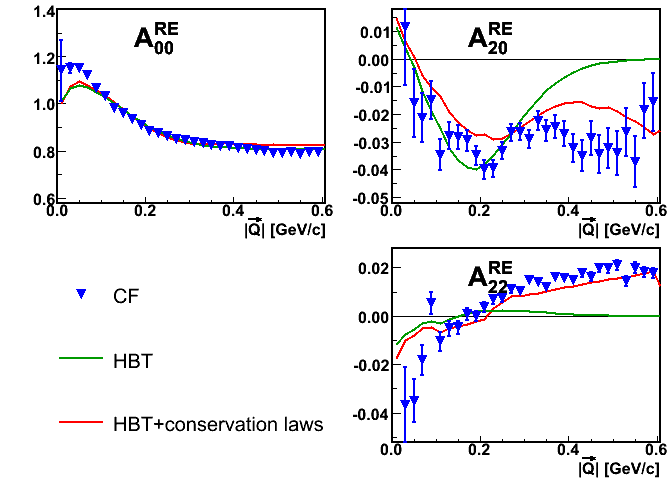 A₀₀ᴿᴱ
1.4
1.2
1.0
0.8
0.6
0.0 0.2 0.4 0.6
|Q⃗| [GeV/c]
A₂₀ᴿᴱ
0.01
0.00
-0.01
-0.02
-0.03
-0.04
-0.05
0.0 0.2 0.4 0.6
|Q⃗| [GeV/c]
CF
HBT
HBT+conservation laws
A₂₂ᴿᴱ
0.02
0.00
-0.02
-0.04
0.0 0.2 0.4 0.6
|Q⃗| [GeV/c]